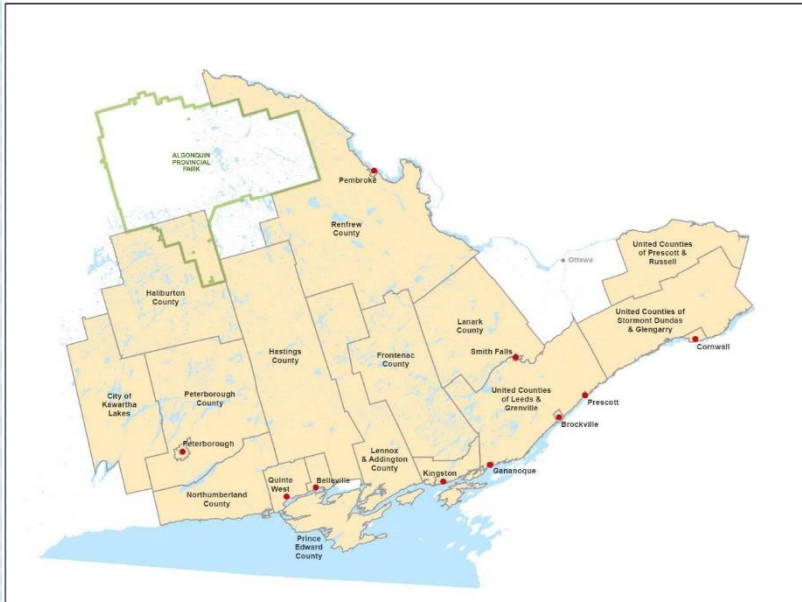 ALGONQUIN
PROVINCIAL
PARK
Pembroke
Renfrew
County
Ottawa
United Counties
of Prescott &
Russell
Haliburton
County
United Counties of
Stormont Dundas
& Glengarry
Lanark
County
Hastings
County
Frontenac
County
Smith Falls
Cornwall
City of
Kawartha
Lakes
Peterborough
County
United Counties
of Leeds &
Grenville
Prescott
Brockville
Peterborough
Lennox
& Addington
County
Gananoque
Kingston
Quinte
West
Belleville
Northumberland
County
Prince
Edward
County